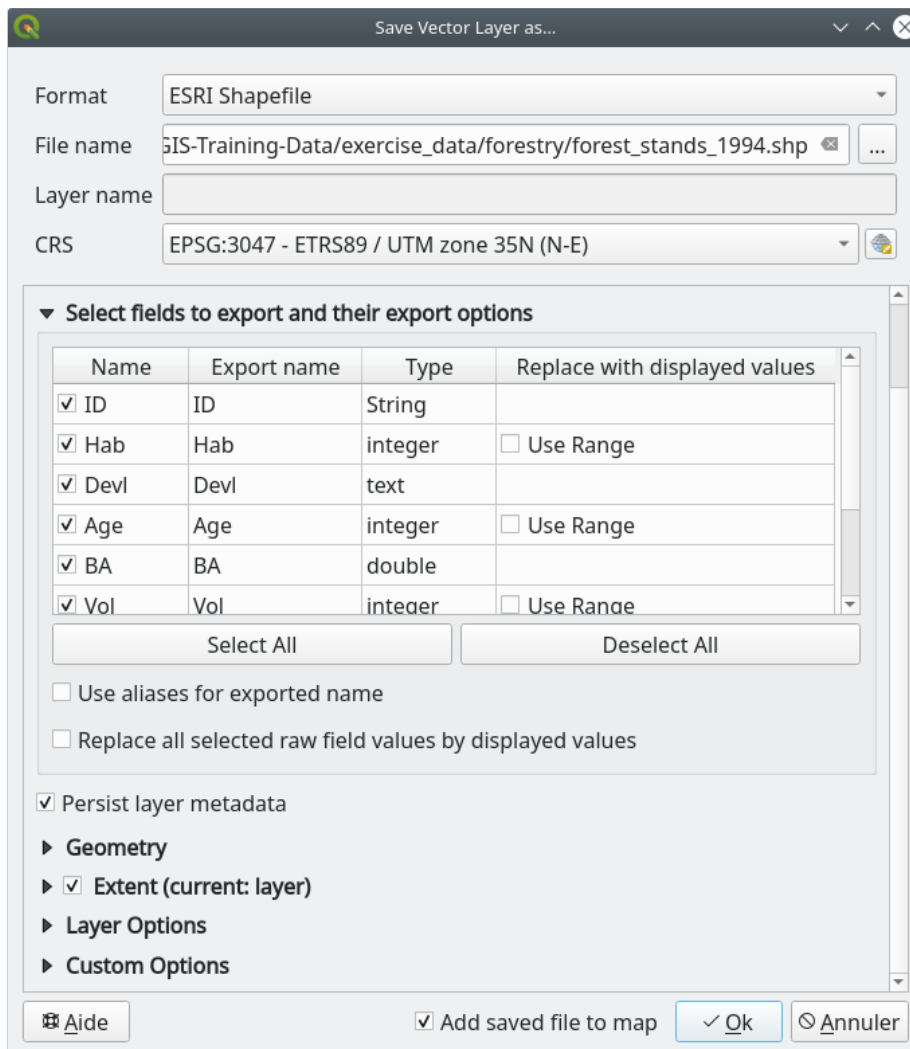 Save Vector Layer as...
Format ESRI Shapefile
File name GIS-Training-Data/exercise_data/forestry/forest_stands_1994.shp ...
Layer name
CRS EPSG:3047 - ETRS89 / UTM zone 35N (N-E)
Select fields to export and their export options
Name Export name Type Replace with displayed values
ID ID String
Hab Hab integer Use Range
Devl Devl text
Age Age integer Use Range
BA BA double
Vol Vol integer Use Range
Select All Deselect All
Use aliases for exported name
Replace all selected raw field values by displayed values
Persist layer metadata
Geometry
Extent (current: layer)
Layer Options
Custom Options
Aide Add saved file to map Ok Annuler